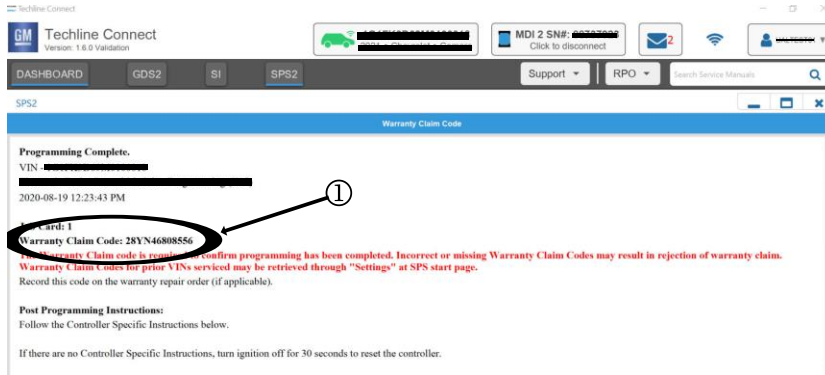 Techline Connect
GM
Techline Connect
Version: 1.6.0 Validation
MDI 2 SN#:
Click to disconnect
2
DASHBOARD
GDS2
SI
SPS2
Support
RPO
Search Service Manuals
SPS2
Warranty Claim Code
Programming Complete.
VIN -
2020-08-19 12:23:43 PM
①
Card: 1
Warranty Claim Code: 28YN46808556
Warranty Claim code is required to confirm programming has been completed. Incorrect or missing Warranty Claim Codes may result in rejection of warranty claim.
Warranty Claim Codes for prior VINs serviced may be retrieved through "Settings" at SPS start page.
Record this code on the warranty repair order (if applicable).
Post Programming Instructions:
Follow the Controller Specific Instructions below.
If there are no Controller Specific Instructions, turn ignition off for 30 seconds to reset the controller.